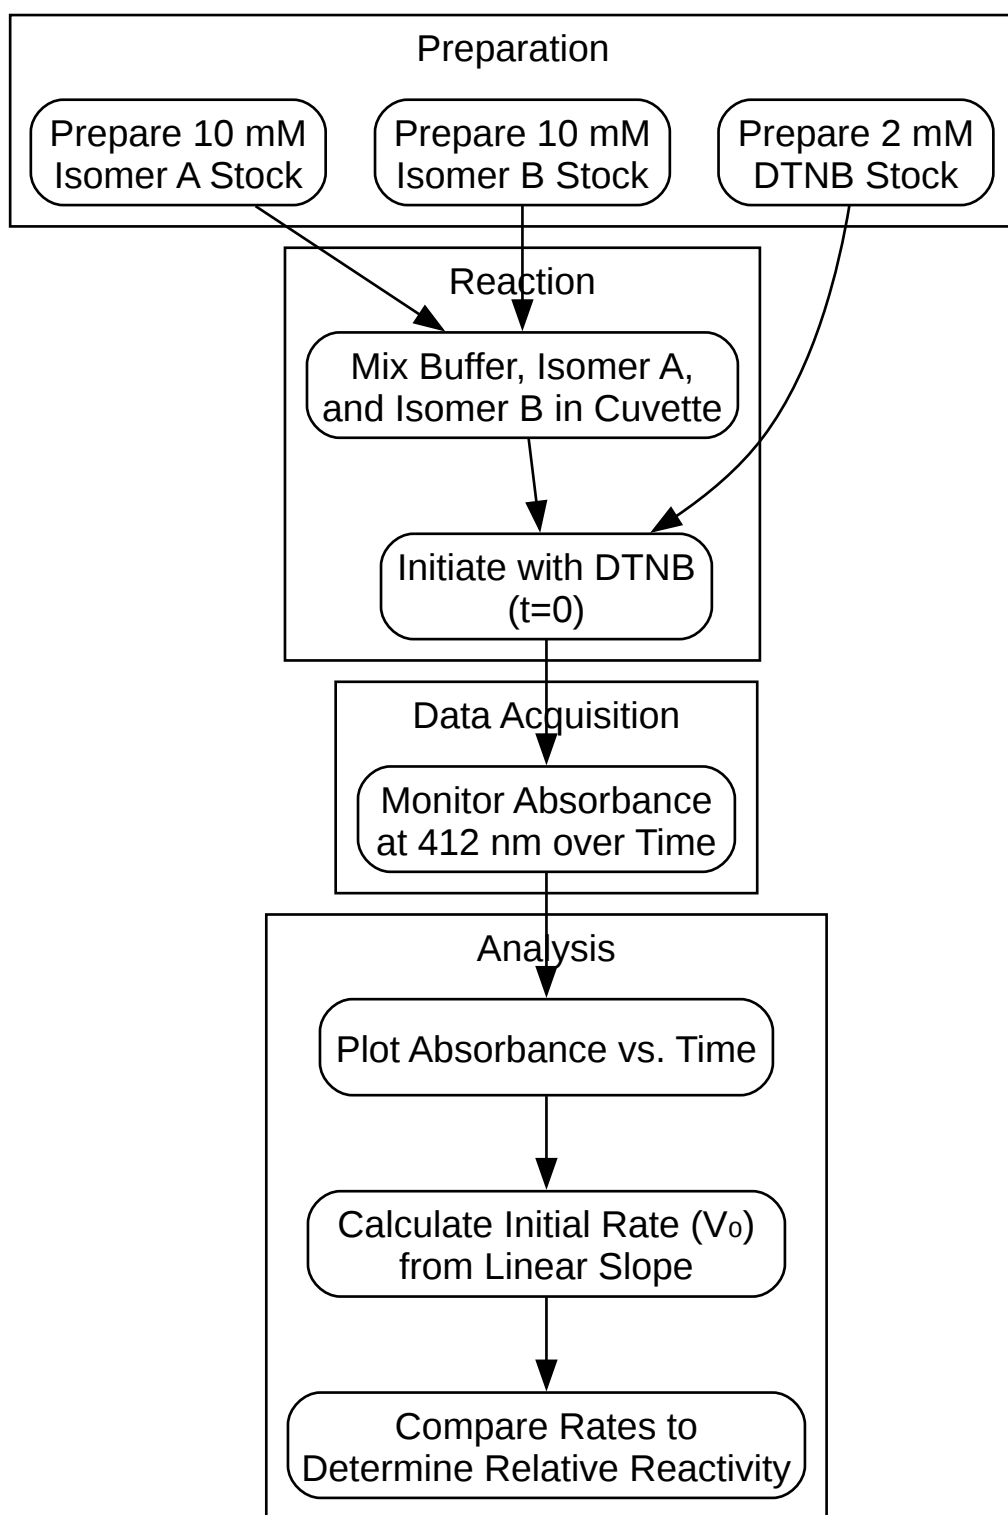 Preparation
Prepare 10 mM
Isomer A Stock
Prepare 10 mM
Isomer B Stock
Prepare 2 mM
DTNB Stock
Reaction
Mix Buffer, Isomer A,
and Isomer B in Cuvette
Initiate with DTNB
(t=0)
Data Acquisition
Monitor Absorbance
at 412 nm over Time
Analysis
Plot Absorbance vs. Time
Calculate Initial Rate (V₀)
from Linear Slope
Compare Rates to
Determine Relative Reactivity